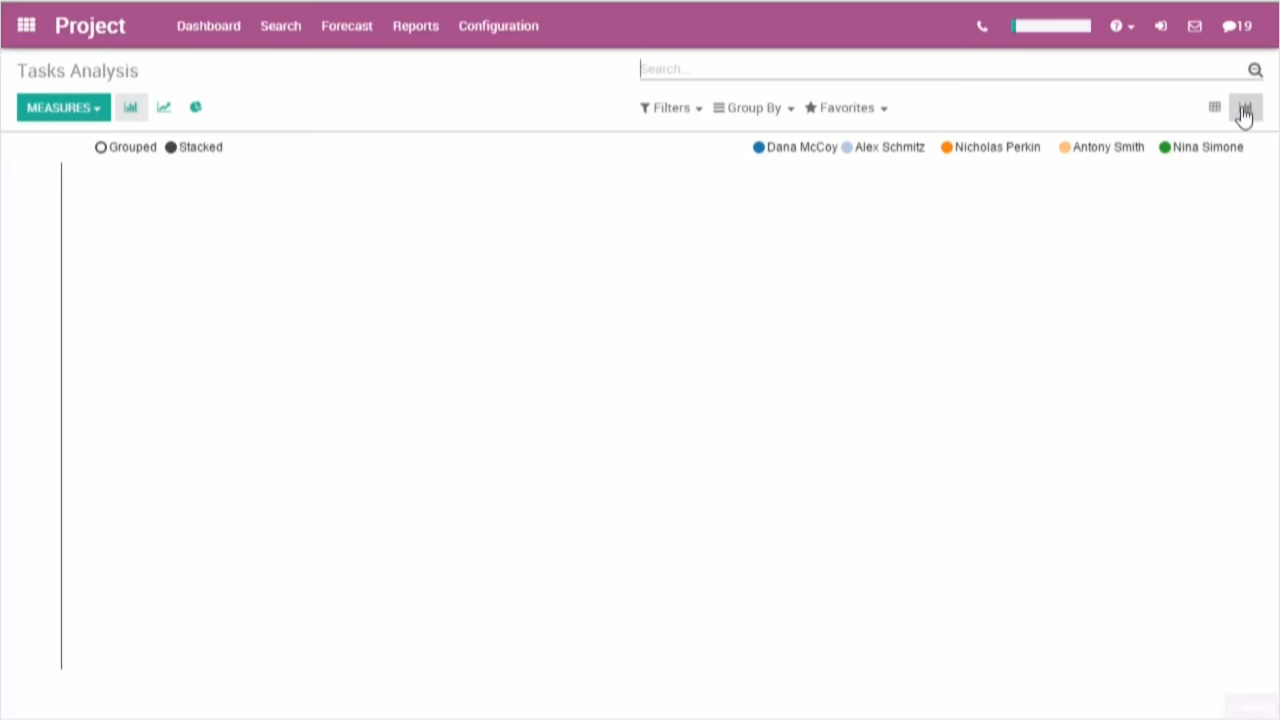 Project Dashboard Search Forecast Reports Configuration 19
Tasks Analysis Search...
MEASURES Filters Group By Favorites
Grouped Stacked Dana McCoy Alex Schmitz Nicholas Perkin Antony Smith Nina Simone